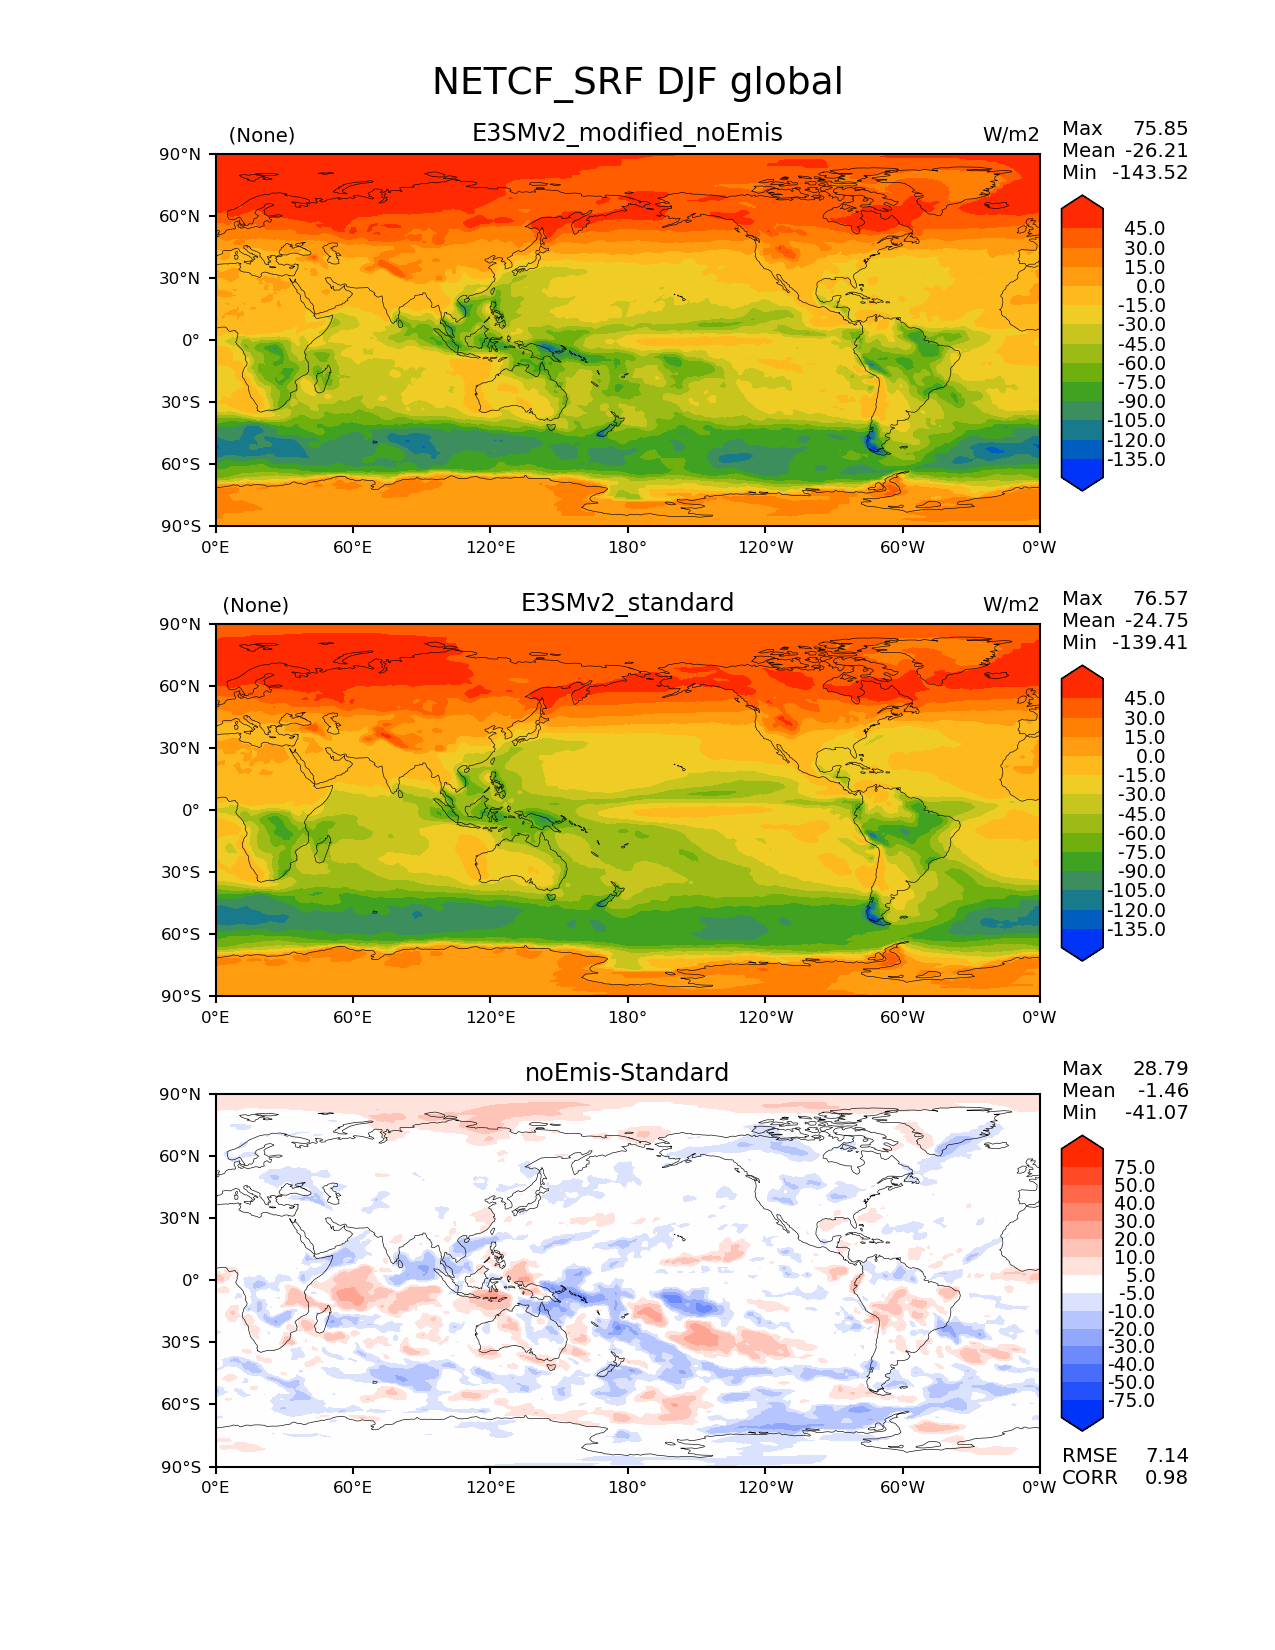 NETCF_SRF DJF global
(None) E3SMv2_modified_noEmis W/m2
Max 75.85
Mean -26.21
Min -143.52
90°N
60°N
30°N
0°
30°S
60°S
90°S
0°E 60°E 120°E 180° 120°W 60°W 0°W
45.0
30.0
15.0
0.0
-15.0
-30.0
-45.0
-60.0
-75.0
-90.0
-105.0
-120.0
-135.0
(None) E3SMv2_standard W/m2
Max 76.57
Mean -24.75
Min -139.41
90°N
60°N
30°N
0°
30°S
60°S
90°S
0°E 60°E 120°E 180° 120°W 60°W 0°W
45.0
30.0
15.0
0.0
-15.0
-30.0
-45.0
-60.0
-75.0
-90.0
-105.0
-120.0
-135.0
noEmis-Standard
Max 28.79
Mean -1.46
Min -41.07
90°N
60°N
30°N
0°
30°S
60°S
90°S
0°E 60°E 120°E 180° 120°W 60°W 0°W
75.0
50.0
40.0
30.0
20.0
10.0
5.0
-5.0
-10.0
-20.0
-30.0
-40.0
-50.0
-75.0
RMSE 7.14
CORR 0.98